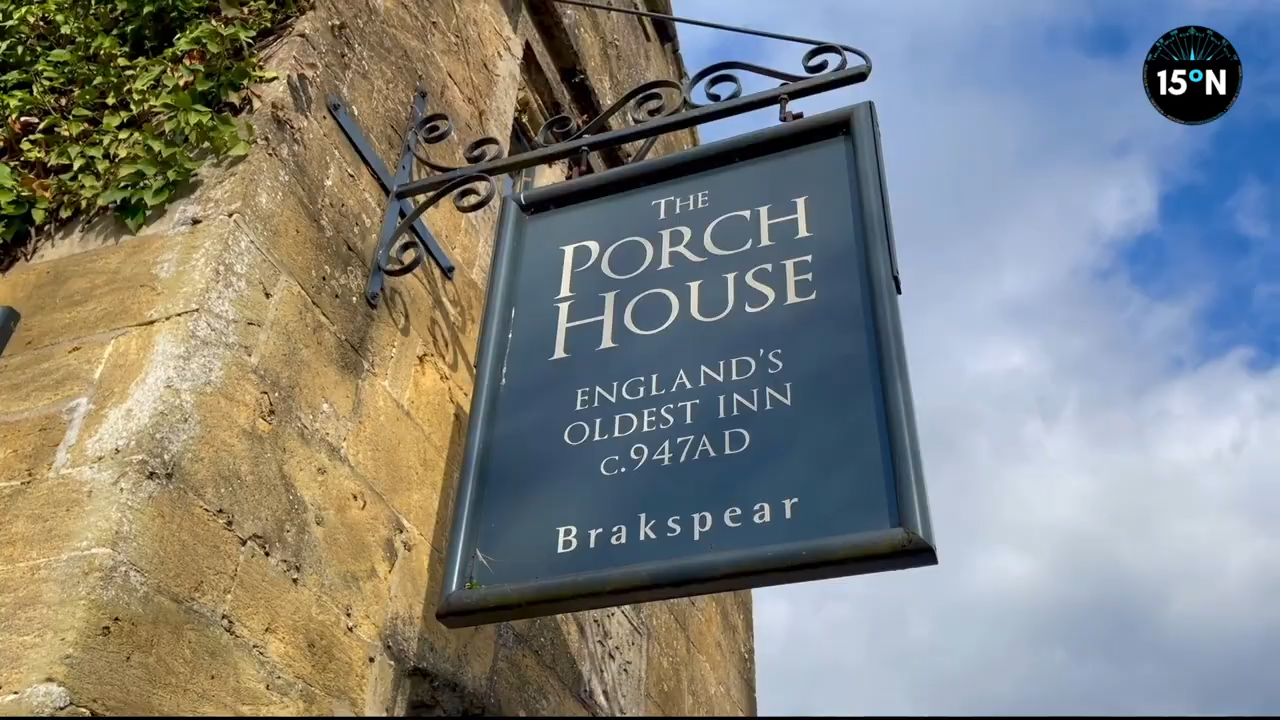 15°N
THE
PORCH
HOUSE
ENGLAND'S
OLDEST INN
C.947AD
Brakspear